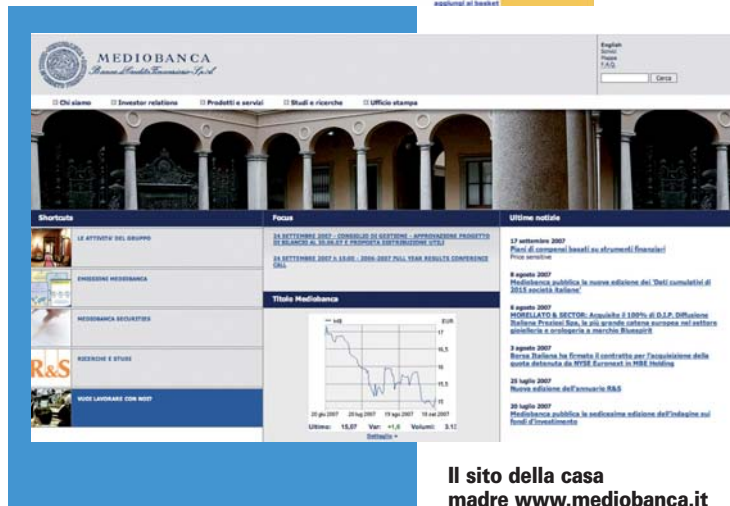 aggiungi al basket
MEDIOBANCA
Banca di Credito Finanziario S.p.A.
English
Scrivici
Mappa
F.A.Q.
Cerca
Chi siamo
Investor relations
Prodotti e servizi
Studi e ricerche
Ufficio stampa
Shortcuts
LE ATTIVITA' DEL GRUPPO
EMISSIONI MEDIOBANCA
MEDIOBANCA SECURITIES
R&S
RICERCHE E STUDI
VUOI LAVORARE CON NOI?
Focus
24 SETTEMBRE 2007 - CONSIGLIO DI GESTIONE - APPROVAZIONE PROGETTO
DI BILANCIO AL 30.06.07 E PROPOSTA DISTRIBUZIONE UTILI
24 SETTEMBRE 2007 h 15:00 - 2006-2007 FULL YEAR RESULTS CONFERENCE
CALL
Titolo Mediobanca
MB
EUR
17
16,5
16
15,5
15
20 giu 2007
20 lug 2007
19 ago 2007
18 set 2007
Ultimo: 15,07 Var: +1,6 Volumi: 3.13
Dettaglio
Ultime notizie
17 settembre 2007
Piani di compensi basati su strumenti finanziari
Price sensitive
8 agosto 2007
Mediobanca pubblica la nuova edizione dei 'Dati cumulativi di
2015 società italiane'
6 agosto 2007
MORELLATO & SECTOR: Acquisito il 100% di D.I.P. Diffusione
Italiana Preziosi Spa, la più grande catena europea nel settore
gioielleria e orologeria a marchio Bluespirit
3 agosto 2007
Borsa Italiana ha firmato il contratto per l'acquisizione della
quota detenuta da NYSE Euronext in MBE Holding
25 luglio 2007
Nuova edizione dell'annuario R&S
20 luglio 2007
Mediobanca pubblica la sedicesima edizione dell'indagine sui
fondi d'investimento
Il sito della casa
madre www.mediobanca.it